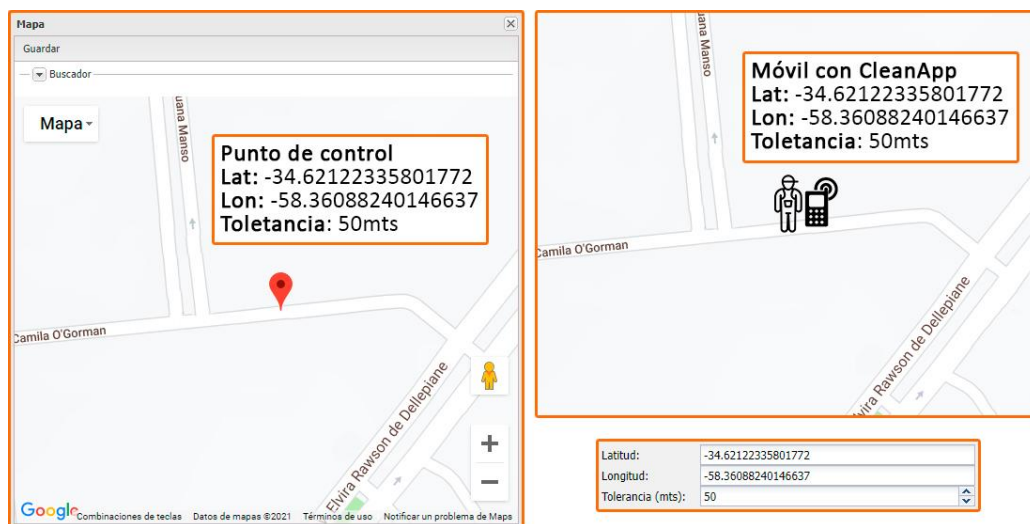 Mapa
Guardar
Buscador
Mapa
uana Manso
Punto de control
Lat: -34.62122335801772
Lon: -58.36088240146637
Toletancia: 50mts
Camila O'Gorman
Elvira Rawson de Dellepiane
Google
Combinaciones de teclas Datos de mapas ©2021 Términos de uso Notificar un problema de Maps
uana Manso
Móvil con CleanApp
Lat: -34.62122335801772
Lon: -58.36088240146637
Toletancia: 50mts
Camila O'Gorman
lvira Rawson de Dellepiane
Latitud: -34.62122335801772
Longitud: -58.36088240146637
Tolerancia (mts): 50